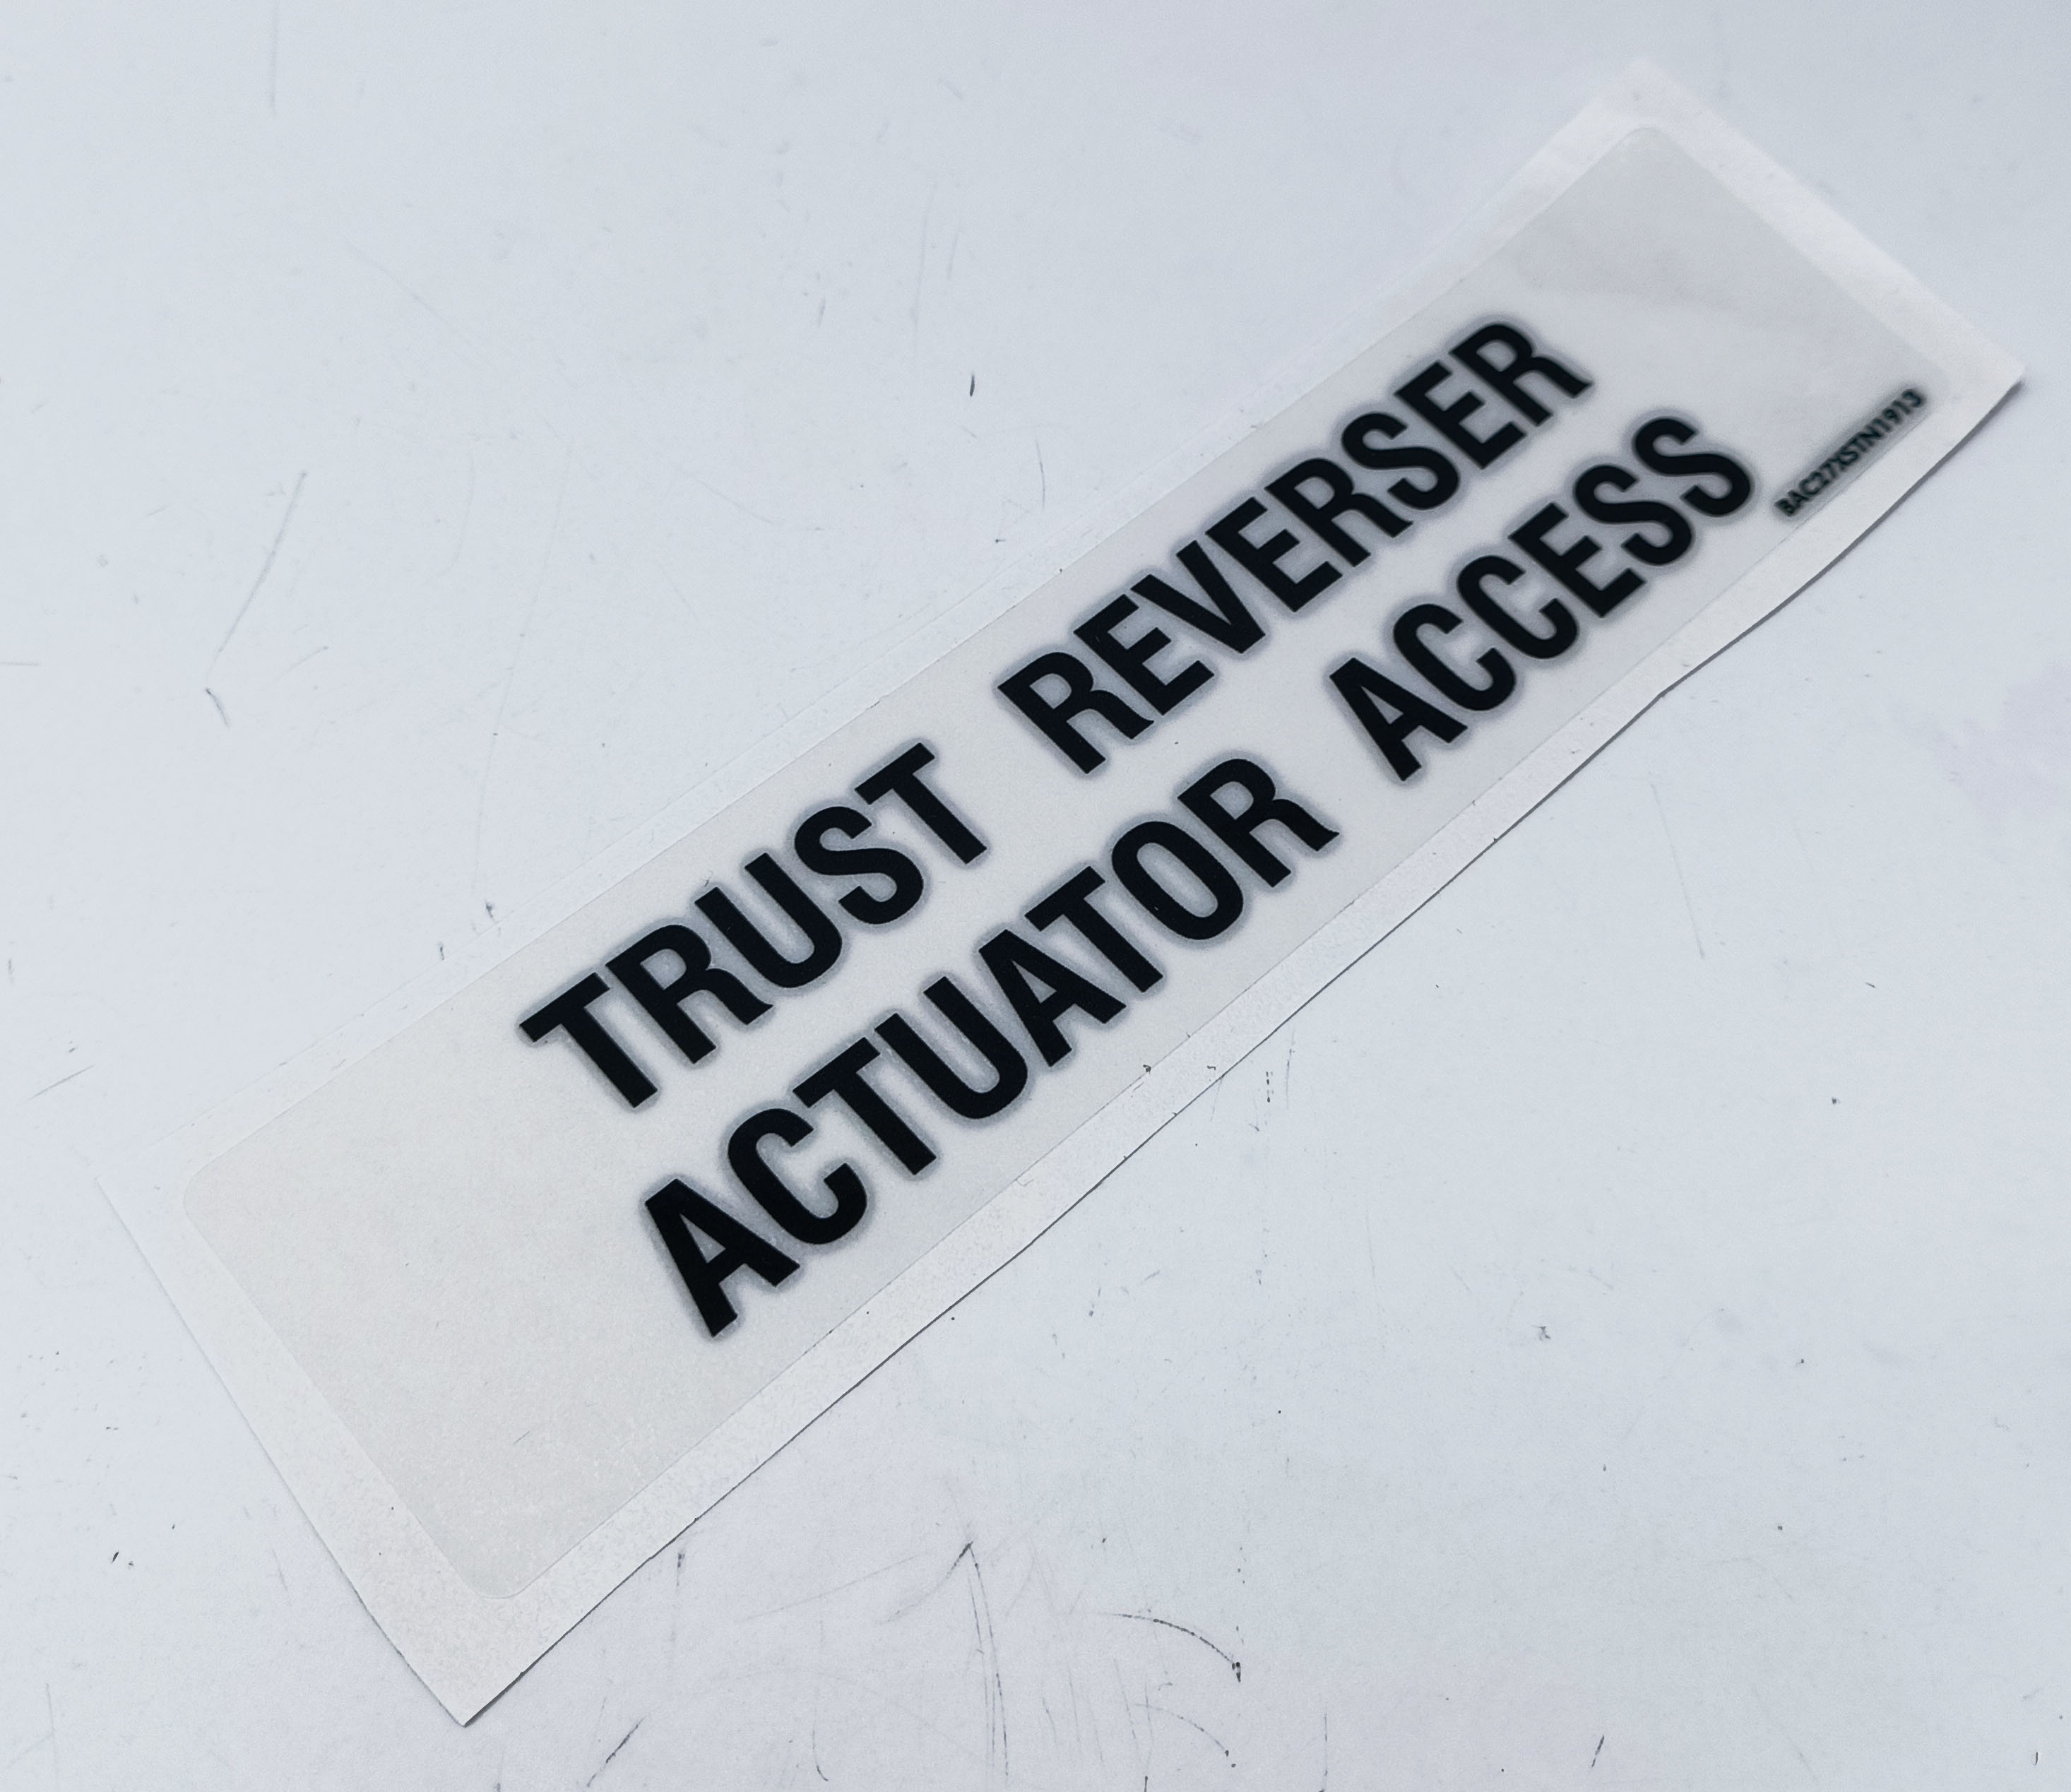 TRUST REVERSER
ACTUATOR ACCESS
BAC27XSTN1913